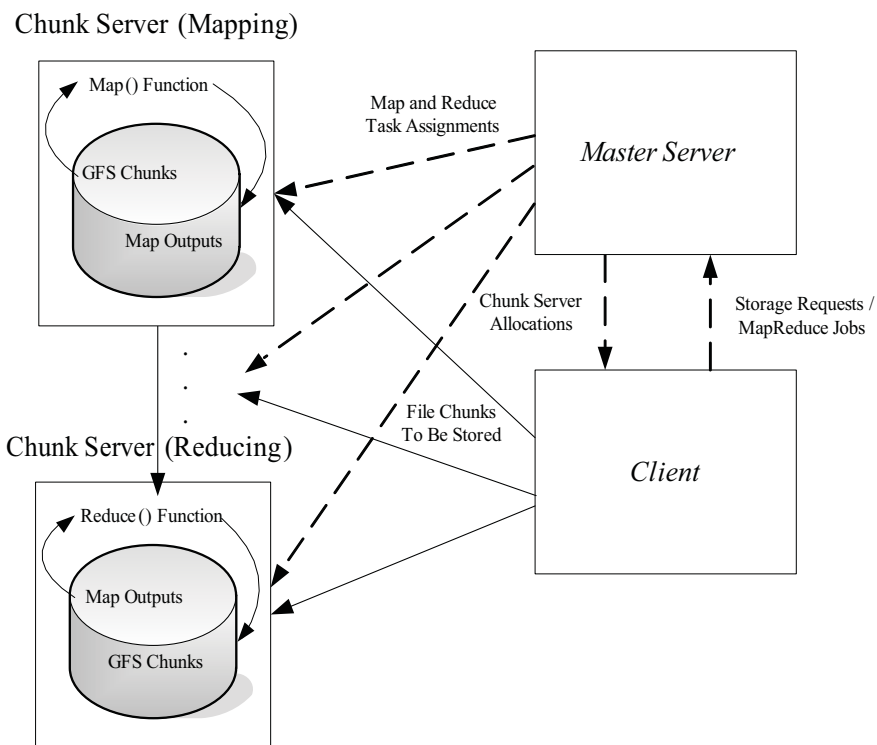 Chunk Server (Mapping)
Map() Function
GFS Chunks
Map Outputs
Map and Reduce
Task Assignments
Master Server
Chunk Server
Allocations
Storage Requests /
MapReduce Jobs
File Chunks
To Be Stored
Client
Chunk Server (Reducing)
Reduce() Function
Map Outputs
GFS Chunks